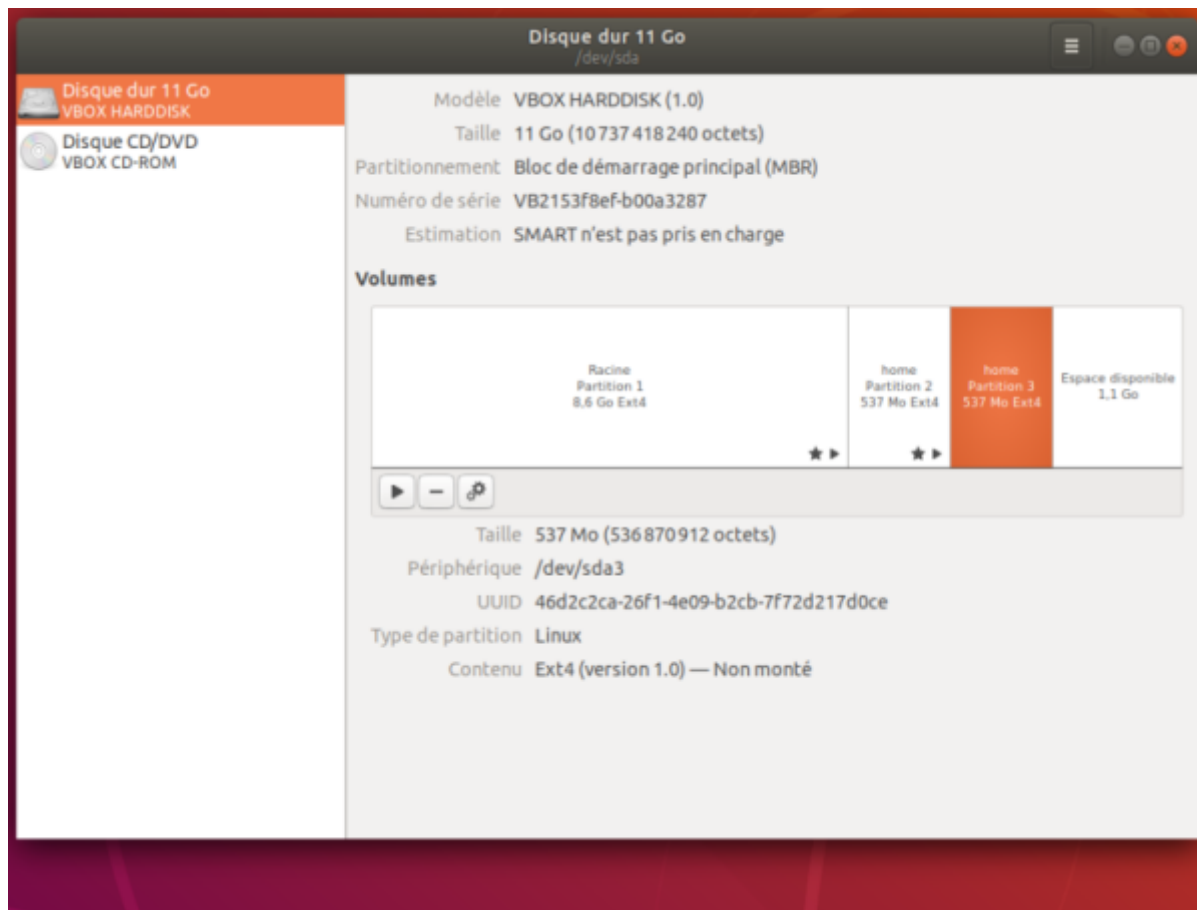 Disque dur 11 Go
/dev/sda
Disque dur 11 Go
VBOX HARDDISK
Disque CD/DVD
VBOX CD-ROM
Modèle VBOX HARDDISK (1.0)
Taille 11 Go (10 737 418 240 octets)
Partitionnement Bloc de démarrage principal (MBR)
Numéro de série VB2153f8ef-b00a3287
Estimation SMART n'est pas pris en charge
Volumes
Racine
Partition 1
8,6 Go Ext4
home
Partition 2
537 Mo Ext4
home
Partition 3
537 Mo Ext4
Espace disponible
1,1 Go
Taille 537 Mo (536 870 912 octets)
Périphérique /dev/sda3
UUID 46d2c2ca-26f1-4e09-b2cb-7f72d217d0ce
Type de partition Linux
Contenu Ext4 (version 1.0) — Non monté